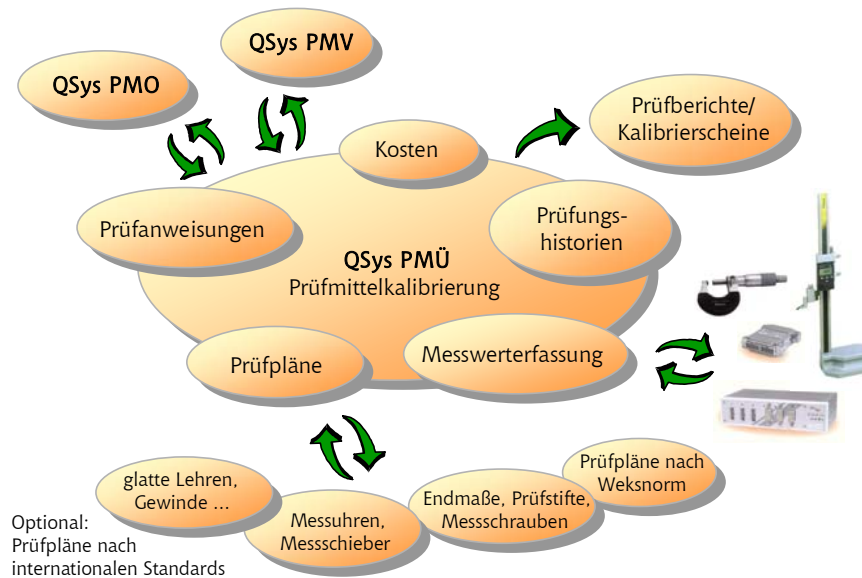 QSys PMV
QSys PMO
Prüfberichte/
Kalibrierscheine
Kosten
Prüfanweisungen
Prüfungs-
historien
QSys PMÜ
Prüfmittelkalibrierung
Prüfpläne
Messwerterfassung
glatte Lehren,
Gewinde ...
Messuhren,
Messschieber
Endmaße, Prüfstifte,
Messschrauben
Prüfpläne nach
Weksnorm
Optional:
Prüfpläne nach
internationalen Standards